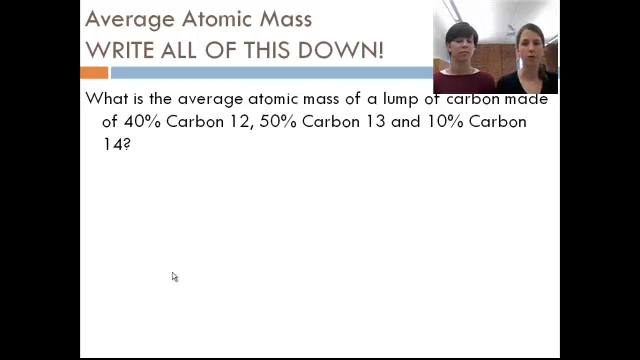 Average Atomic Mass
WRITE ALL OF THIS DOWN!
What is the average atomic mass of a lump of carbon made
of 40% Carbon 12, 50% Carbon 13 and 10% Carbon
14?